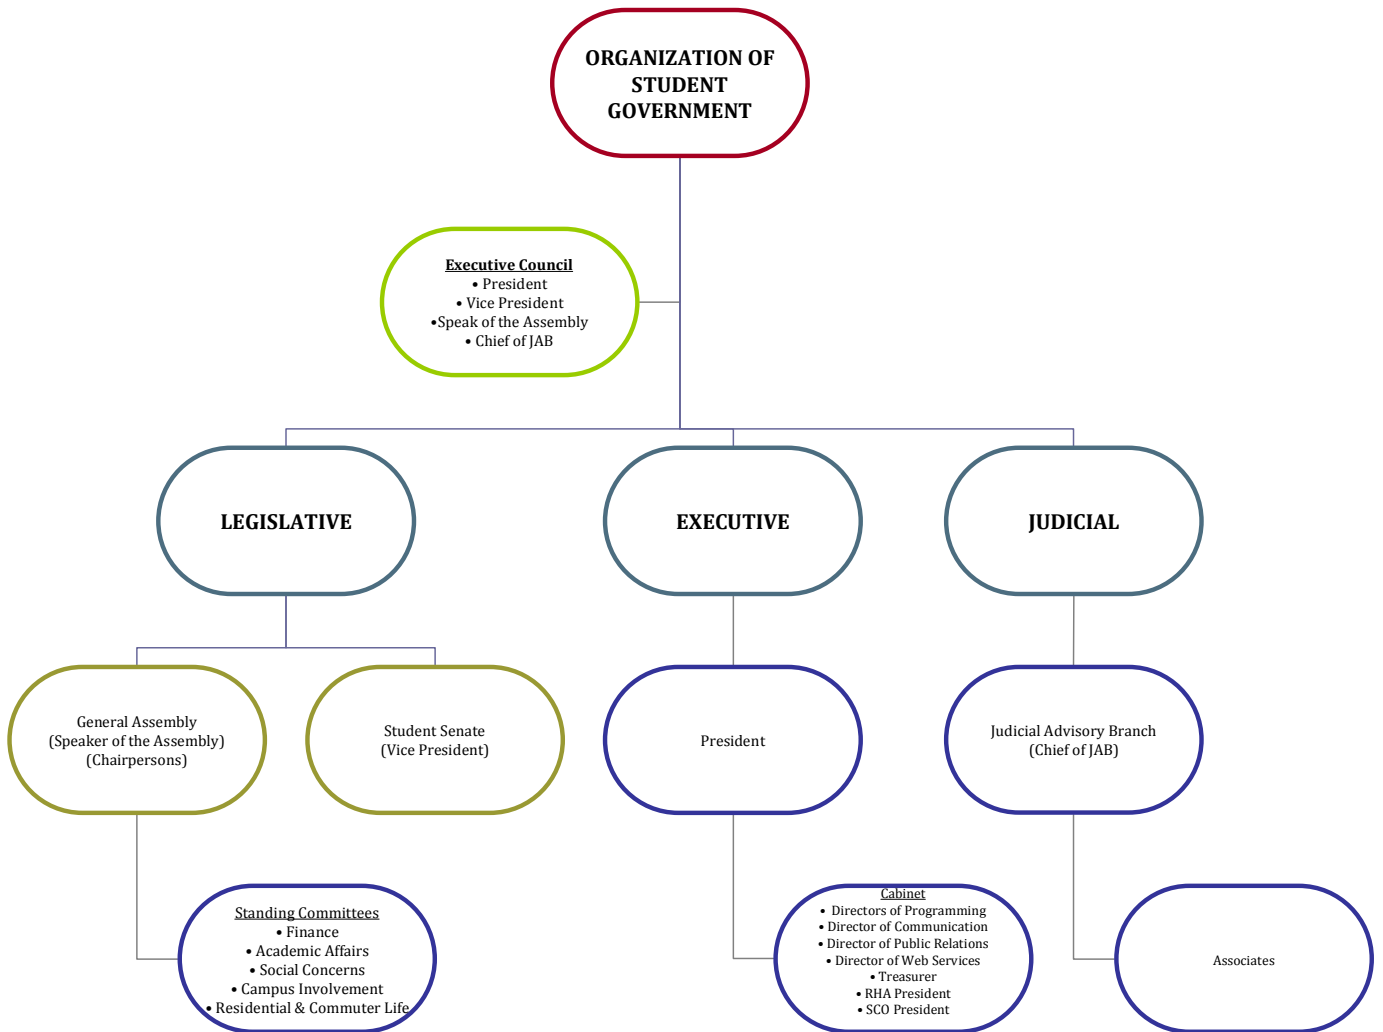 ORGANIZATION OF
STUDENT
GOVERNMENT
Executive Council
• President
• Vice President
•Speak of the Assembly
• Chief of JAB
LEGISLATIVE
EXECUTIVE
JUDICIAL
General Assembly
(Speaker of the Assembly)
(Chairpersons)
Student Senate
(Vice President)
President
Judicial Advisory Branch
(Chief of JAB)
Standing Committees
• Finance
• Academic Affairs
• Social Concerns
• Campus Involvement
• Residential & Commuter Life
Cabinet
• Directors of Programming
• Director of Communication
• Director of Public Relations
• Director of Web Services
• Treasurer
• RHA President
• SCO President
Associates